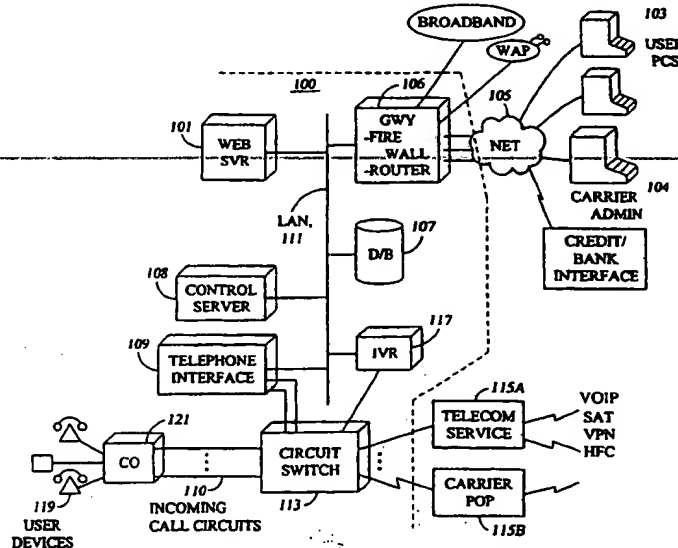 BROADBAND
WAP
103
USER
PCS
100
106
GWY
-FIRE
WALL
-ROUTER
105
NET
101
WEB
SVR
104
CARRIER
ADMIN
LAN,
111
107
D/B
CREDIT/
BANK
INTERFACE
108
CONTROL
SERVER
109
TELEPHONE
INTERFACE
117
IVR
115A
TELECOM
SERVICE
VOIP
SAT
VPN
HFC
121
CO
CIRCUIT
SWITCH
113
CARRIER
POP
115B
119
USER
DEVICES
110
INCOMING
CALL CIRCUITS